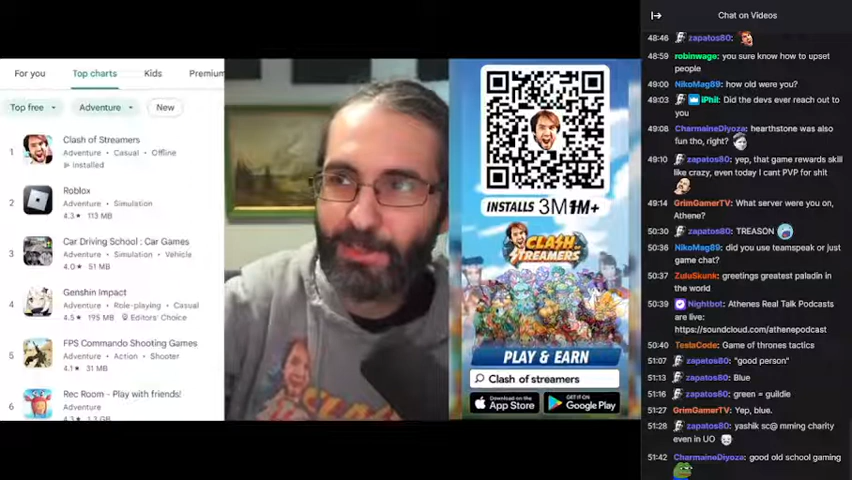 Chat on Videos
For you Top charts Kids Premium
Top free Adventure New
1 Clash of Streamers
Adventure • Casual • Offline
Installed
2 Roblox
Adventure • Simulation
4.3★ 113 MB
3 Car Driving School : Car Games
Adventure • Simulation • Vehicle
4.0★ 51 MB
4 Genshin Impact
Adventure • Role-playing • Casual
4.5★ 195 MB Editors' Choice
5 FPS Commando Shooting Games
Adventure • Action • Shooter
4.1★ 31 MB
6 Rec Room - Play with friends!
Adventure
4.3★ 1.3 GB
INSTALLS 3M 1M+
CLASH OF
STREAMERS
PLAY & EARN
Clash of streamers
Download on the App Store
GET IT ON Google Play
48:46 zapatos80:
48:59 robinwage: you sure know how to upset
people
49:00 NikoMag89: how old were you?
49:03 iPhil: Did the devs ever reach out to
you
49:08 CharmaineDiyoza: hearthstone was also
fun tho, right?
49:10 zapatos80: yep, that game rewards skill
like crazy, even today I cant PVP for shit
49:14 GrimGamerTV: What server were you on,
Athene?
50:30 zapatos80: TREASON
50:36 NikoMag89: did you use teamspeak or just
game chat?
50:37 ZuluSkunk: greetings greatest paladin in
the world
50:39 Nightbot: Athenes Real Talk Podcasts
are live:
https://soundcloud.com/athenepodcast
50:40 TeslaCode: Game of thrones tactics
51:07 zapatos80: "good person"
51:13 zapatos80: Blue
51:16 zapatos80: green = guildie
51:27 GrimGamerTV: Yep, blue.
51:28 zapatos80: yashik sc@ mming charity
even in UO
51:42 CharmaineDiyoza: good old school gaming